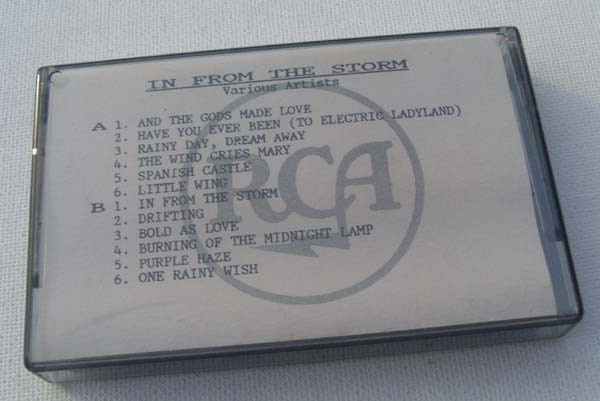 IN FROM THE STORM
Various Artists
A 1. AND THE GODS MADE LOVE
2. HAVE YOU EVER BEEN (TO ELECTRIC LADYLAND)
3. RAINY DAY, DREAM AWAY
4. THE WIND CRIES MARY
5. SPANISH CASTLE
6. LITTLE WING
B 1. IN FROM THE STORM
2. DRIFTING
3. BOLD AS LOVE
4. BURNING OF THE MIDNIGHT LAMP
5. PURPLE HAZE
6. ONE RAINY WISH
RCA